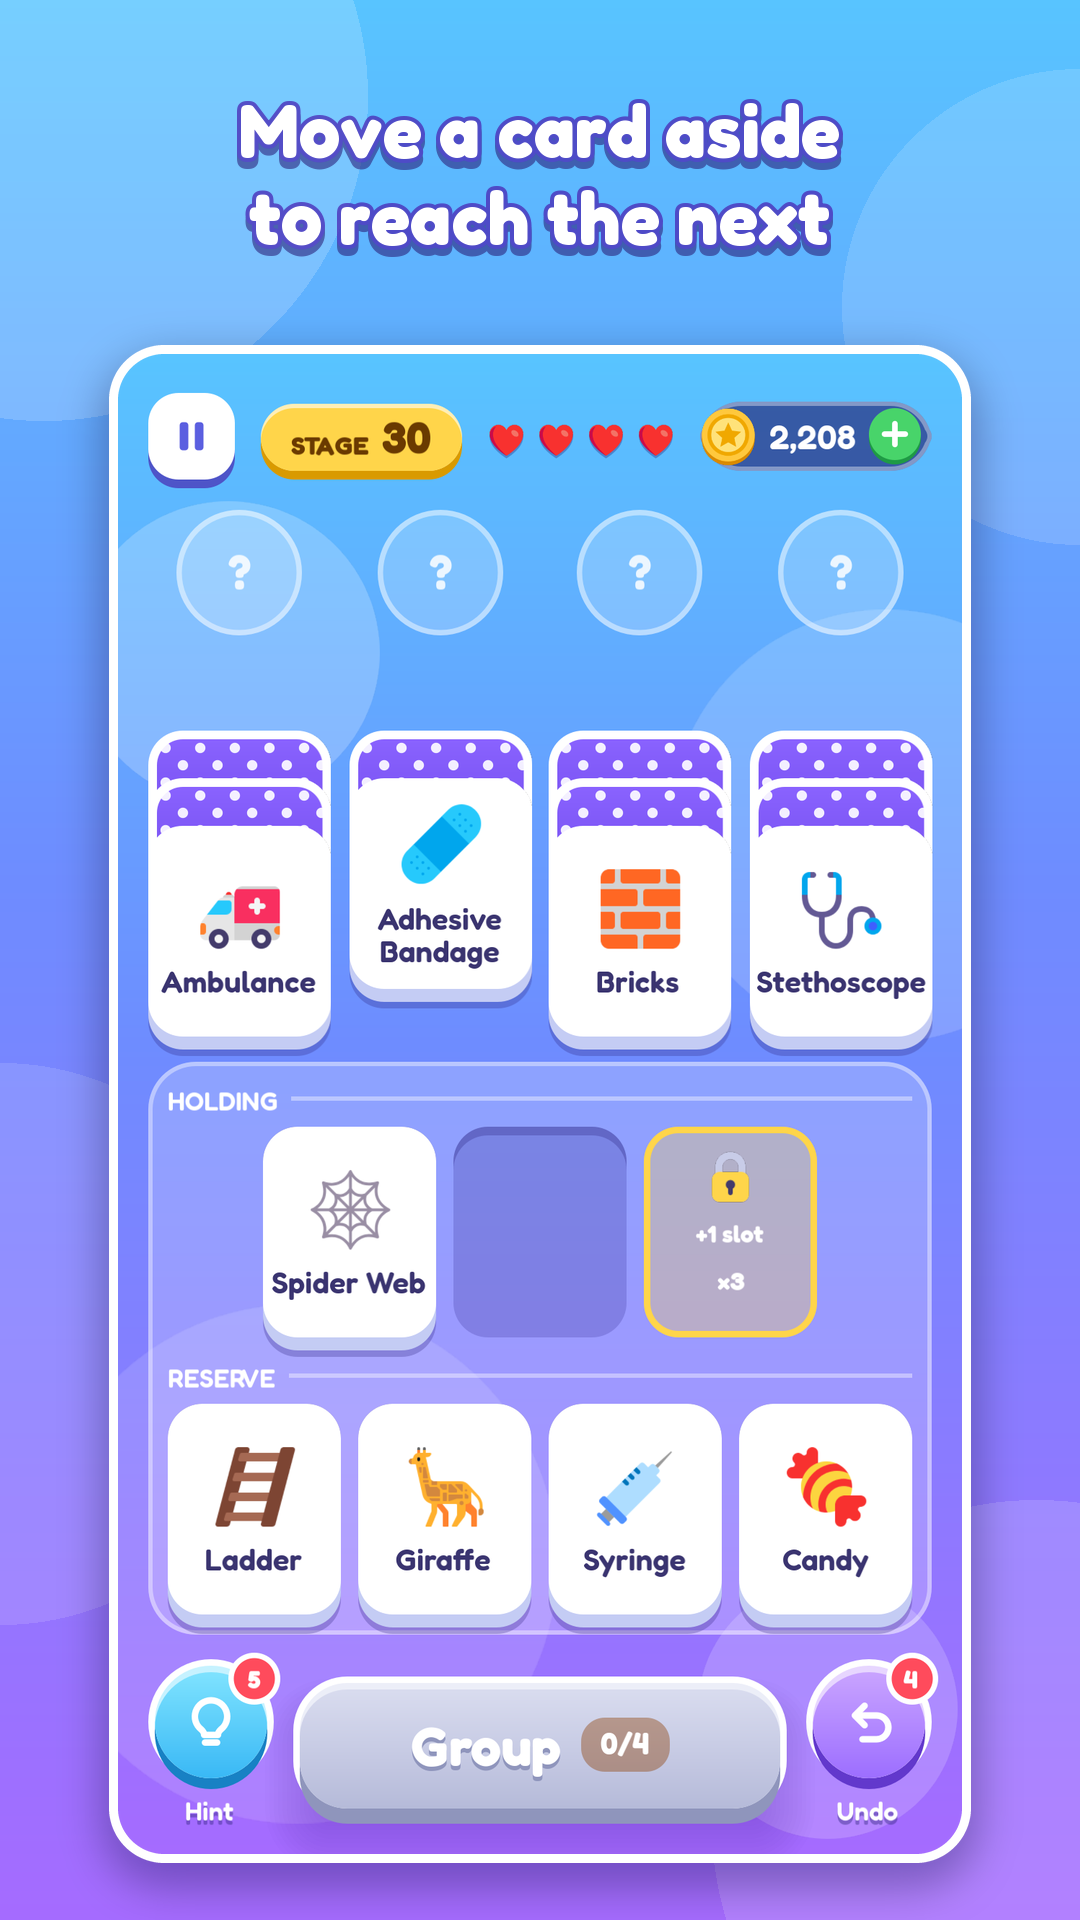 Move a card aside
to reach the next
STAGE 30
2,208
? ? ? ?
Ambulance
Adhesive
Bandage
Bricks
Stethoscope
HOLDING
Spider Web
+1 slot
x3
RESERVE
Ladder
Giraffe
Syringe
Candy
5
Hint
Group 0/4
4
Undo